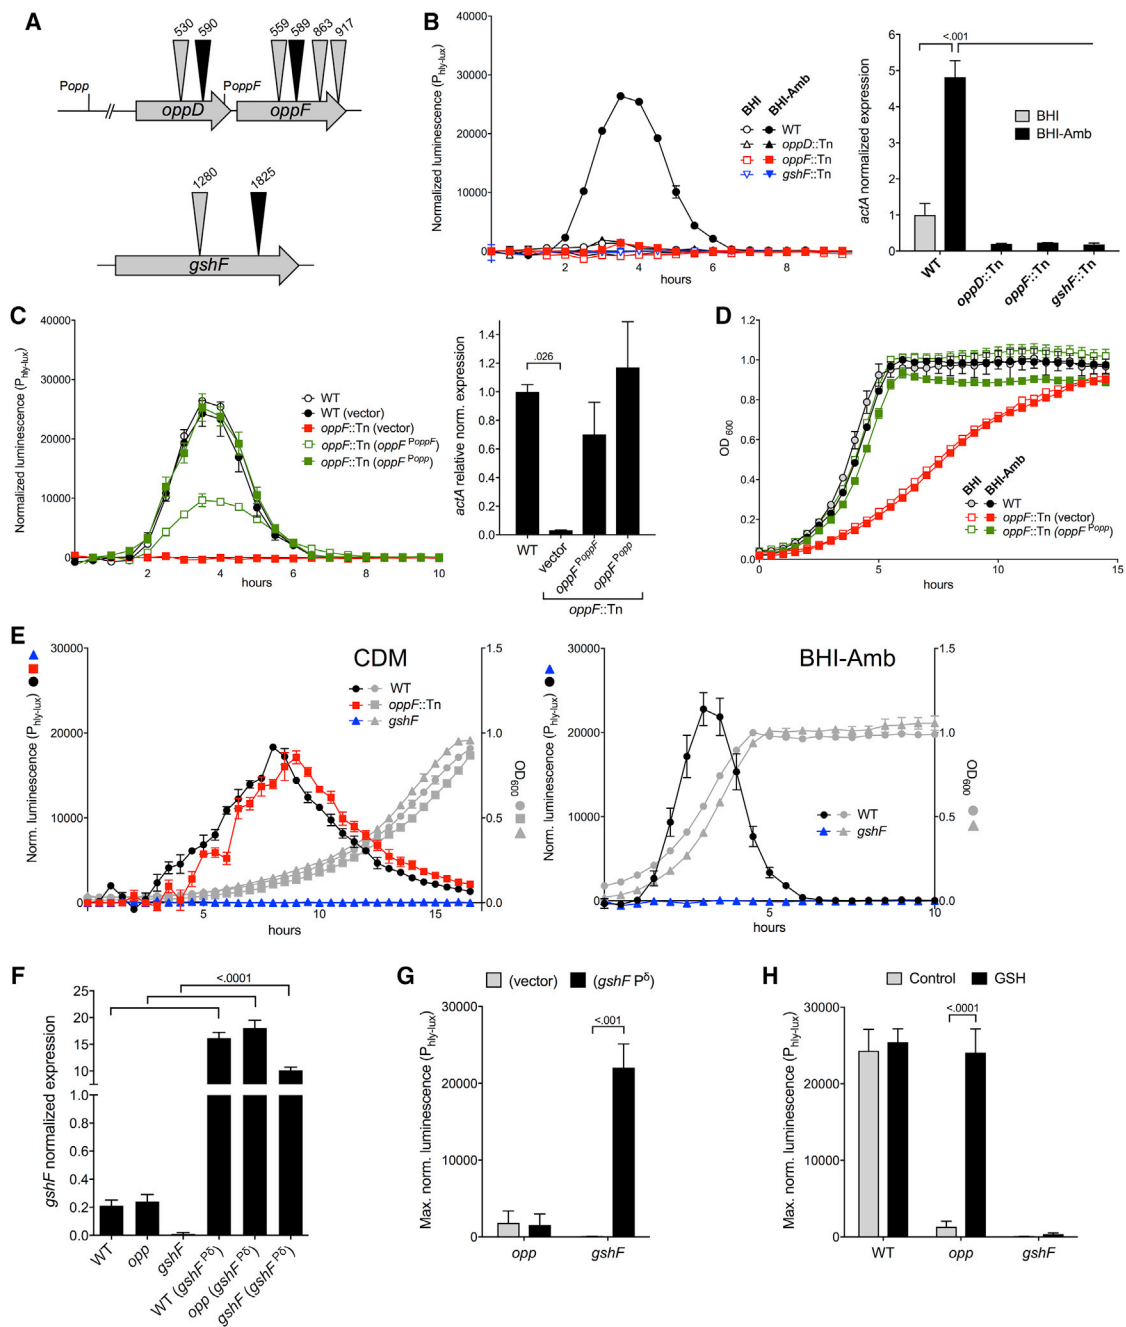 A
530 590 559 589 863 917
Popp PoppF
oppD oppF
1280 1825
gshF
B
Normalized luminescence (P hly-lux)
40000
30000
20000
10000
0
2 4 6 8
hours
BHI BHI-Amb
WT
oppD::Tn
oppF::Tn
gshF::Tn
actA normalized expression
6
5
4
3
2
1
0
<.001
BHI
BHI-Amb
WT oppD::Tn oppF::Tn gshF::Tn
C
Normalized luminescence (P hly-lux)
40000
30000
20000
10000
0
2 4 6 8 10
hours
WT
WT (vector)
oppF::Tn (vector)
oppF::Tn (oppF PoppF)
oppF::Tn (oppF Popp)
actA relative norm. expression
1.4
1.2
1.0
0.8
0.6
0.4
0.2
0.0
.026
WT vector oppF PoppF oppF Popp
oppF::Tn
D
OD 600
1.2
1.0
0.8
0.6
0.4
0.2
0.0
0 5 10 15
hours
BHI BHI-Amb
WT
oppF::Tn (vector)
oppF::Tn (oppF Popp)
E
Norm. luminescence (P hly-lux)
30000
20000
10000
0
CDM
WT
oppF::Tn
gshF
1.5
1.0
0.5
0.0
OD600
5 10 15
hours
Norm. luminescence (P hly-lux)
30000
20000
10000
0
BHI-Amb
WT
gshF
1.5
1.0
0.5
0.0
OD600
5 10
hours
F
gshF normalized expression
25
20
15
10
5
1.0
0.8
0.6
0.4
0.2
0.0
<.0001
WT opp gshF WT (gshF Pδ) opp (gshF Pδ) gshF (gshF Pδ)
G
(vector) (gshF Pδ)
Max. norm. luminescence (P hly-lux)
30000
20000
10000
0
<.001
opp gshF
H
Control GSH
Max. norm. luminescence (P hly-lux)
30000
20000
10000
0
<.0001
WT opp gshF